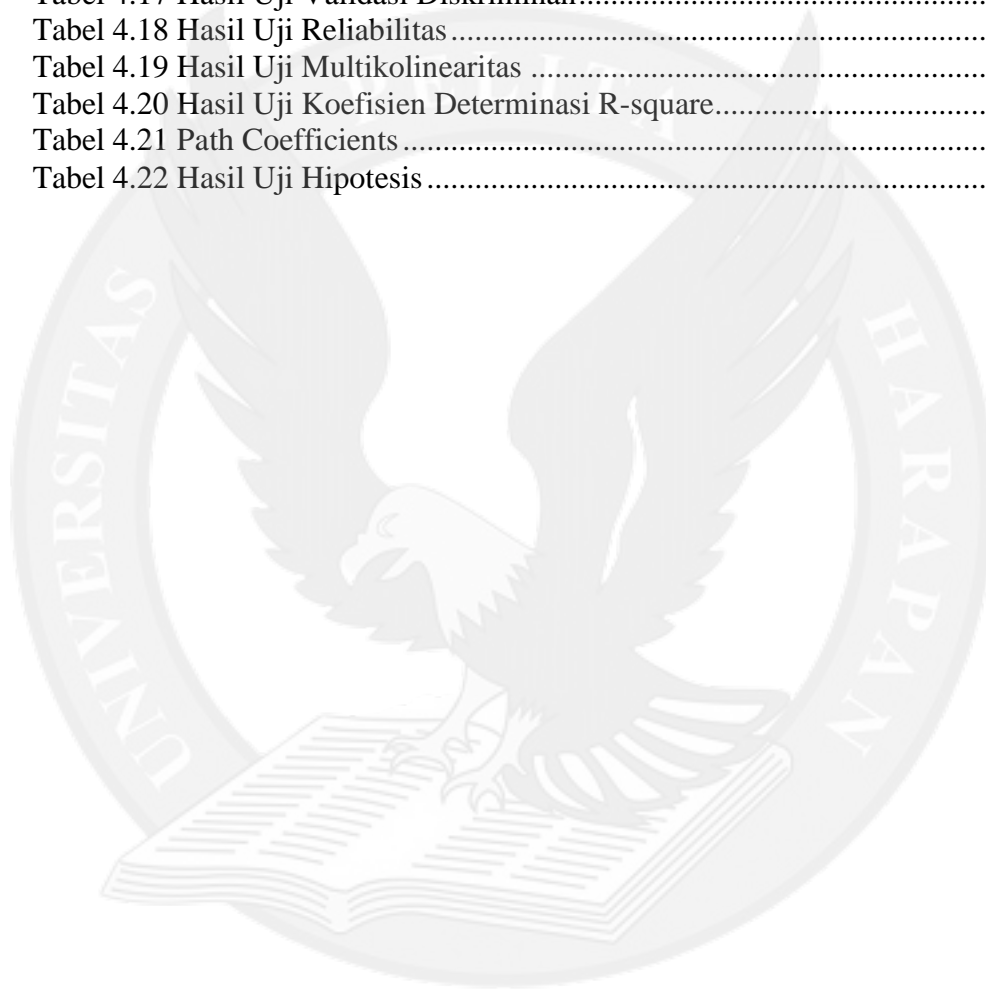 Tabel 4.17 Hasil Uji Validasi Diskriminan........................................................
Tabel 4.18 Hasil Uji Reliabilitas........................................................................
Tabel 4.19 Hasil Uji Multikolinearitas ..............................................................
Tabel 4.20 Hasil Uji Koefisien Determinasi R-square.....................................
Tabel 4.21 Path Coefficients..............................................................................
Tabel 4.22 Hasil Uji Hipotesis...........................................................................
UNIVERSITAS PELITA HARAPAN